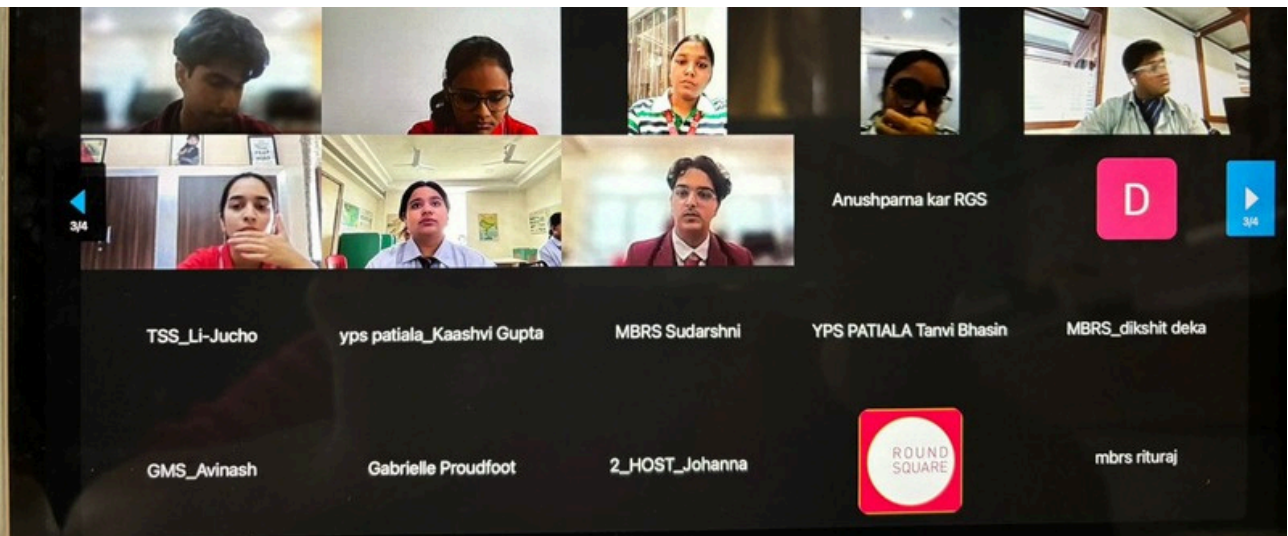 Anushparna kar RGS
D
3/4
3/4
TSS_Li-Jucho
yps patiala_Kaashvi Gupta
MBRS Sudarshni
YPS PATIALA Tanvi Bhasin
MBRS_dikshit deka
GMS_Avinash
Gabrielle Proudfoot
2_HOST_Johanna
ROUND
SQUARE
mbrs rituraj